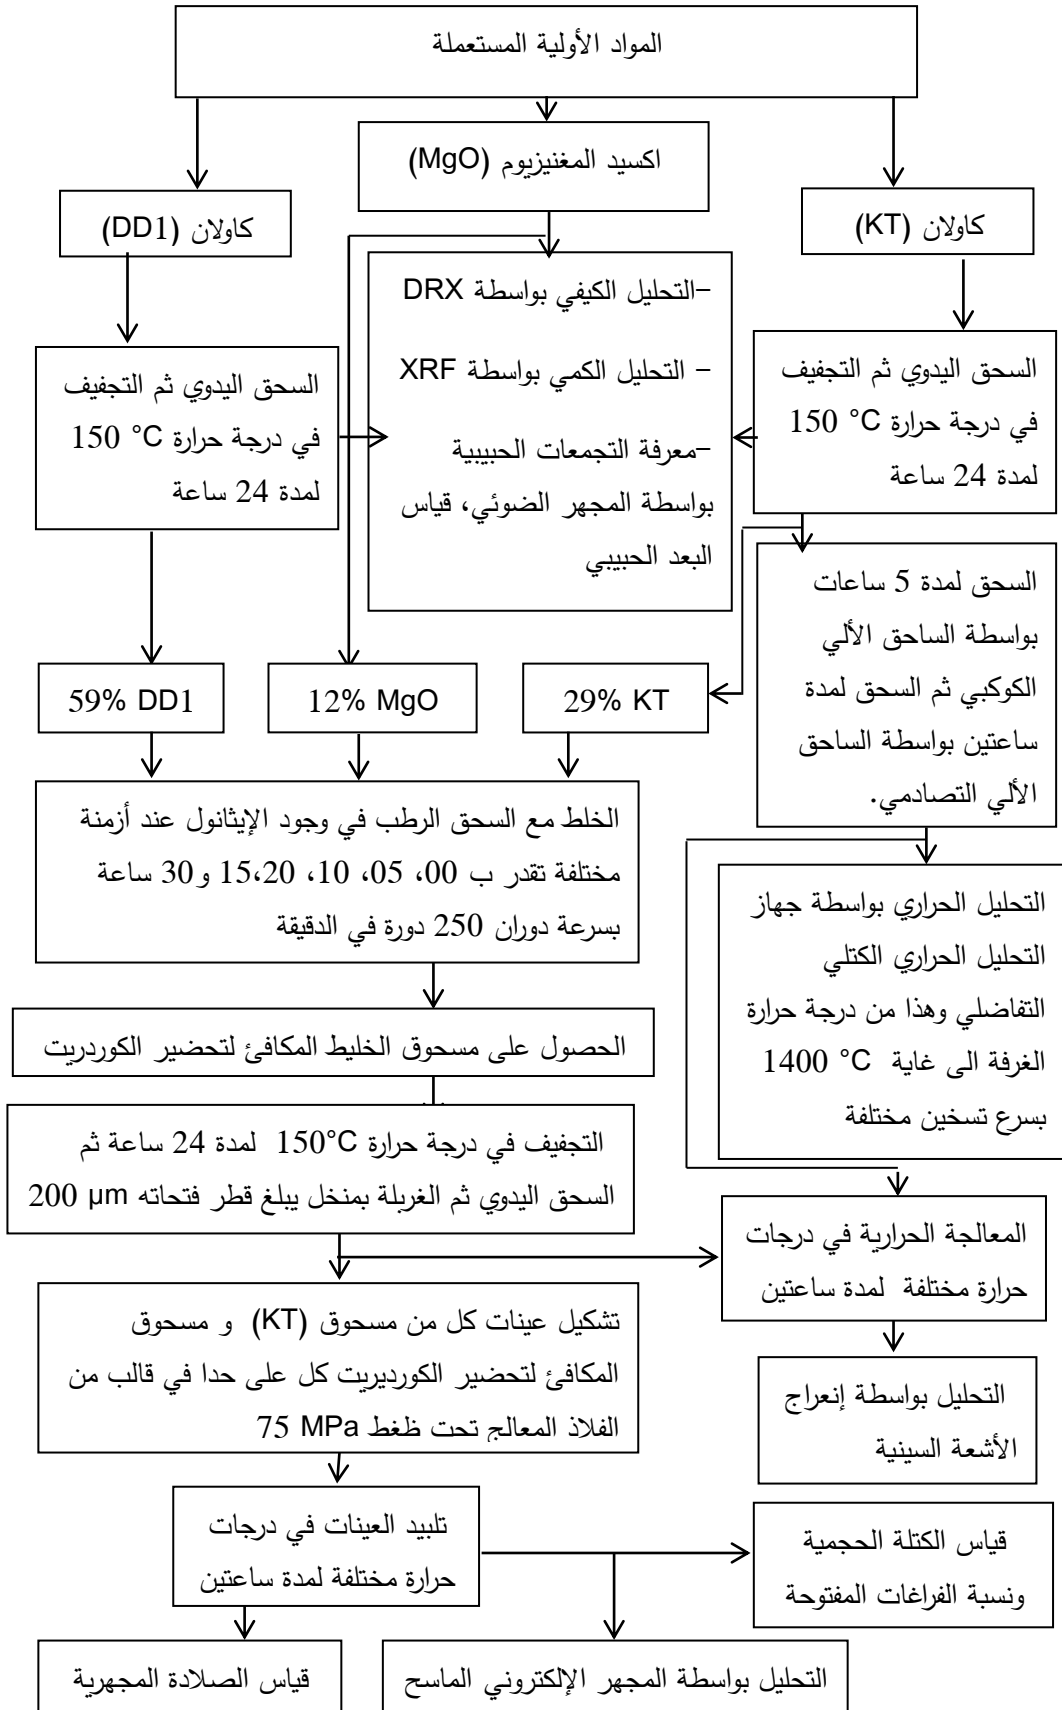 المواد الأولية المستعملة
اكسيد المغنيزيوم (MgO)
كاولان (KT)
كاولان (DD1)
–التحليل الكيفي بواسطة DRX
– التحليل الكمي بواسطة XRF
–معرفة التجمعات الحبيبية
بواسطة المجهر الضوئي، قياس
البعد الحبيبي
السحق اليدوي ثم التجفيف
في درجة حرارة 150 °C
لمدة 24 ساعة
السحق اليدوي ثم التجفيف
في درجة حرارة 150 °C
لمدة 24 ساعة
السحق لمدة 5 ساعات
بواسطة الساحق الألي
الكوكبي ثم السحق لمدة
ساعتين بواسطة الساحق
الألي التصادمي.
29% KT
12% MgO
59% DD1
الخلط مع السحق الرطب في وجود الإيثانول عند أزمنة
مختلفة تقدر ب 00، 05، 10، 15،20 و30 ساعة
بسرعة دوران 250 دورة في الدقيقة
التحليل الحراري بواسطة جهاز
التحليل الحراري الكتلي
التفاضلي وهذا من درجة حرارة
الغرفة الى غاية 1400 °C
بسرع تسخين مختلفة
الحصول على مسحوق الخليط المكافئ لتحضير الكوردريت
التجفيف في درجة حرارة 150°C لمدة 24 ساعة ثم
السحق اليدوي ثم الغربلة بمنخل يبلغ قطر فتحاته 200 µm
المعالجة الحرارية في درجات
حرارة مختلفة لمدة ساعتين
تشكيل عينات كل من مسحوق (KT) و مسحوق
المكافئ لتحضير الكورديريت كل على حدا في قالب من
الفلاذ المعالج تحت ظغط 75 MPa
التحليل بواسطة إنعراج
الأشعة السينية
تلبيد العينات في درجات
حرارة مختلفة لمدة ساعتين
قياس الكتلة الحجمية
ونسبة الفراغات المفتوحة
التحليل بواسطة المجهر الإلكتروني الماسح
قياس الصلادة المجهرية